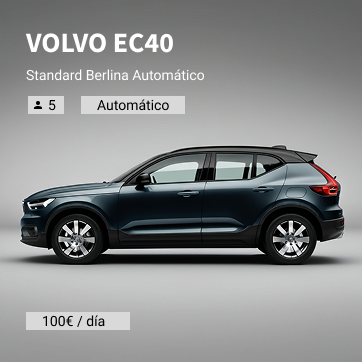 VOLVO EC40
Standard Berlina Automático
5
Automático
100€ / día